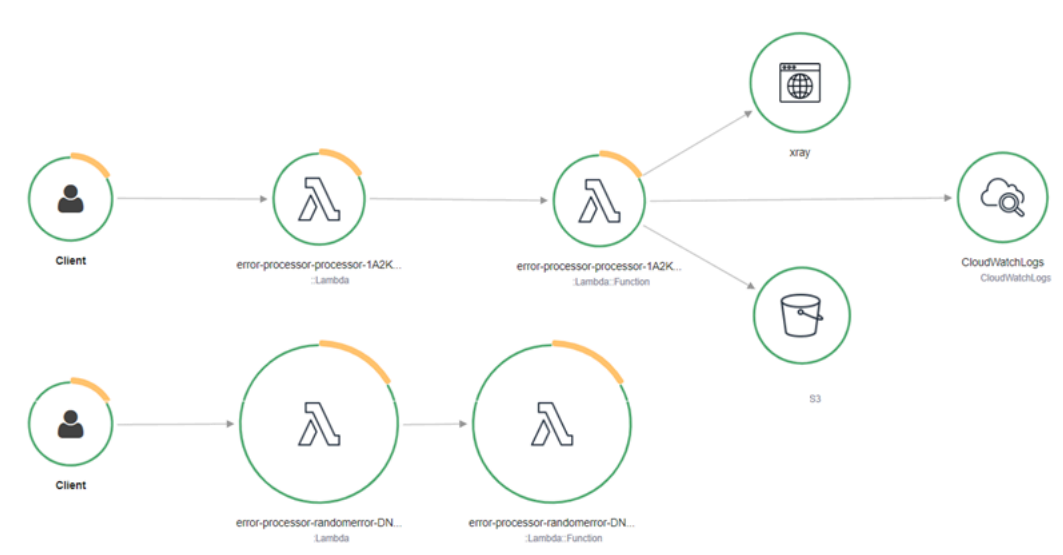 xray
Client
error-processor-processor-1A2K...
::Lambda
error-processor-processor-1A2K...
:Lambda::Function
CloudWatchLogs
CloudWatchLogs
S3
Client
error-processor-randomerror-DN...
:Lambda
error-processor-randomerror-DN...
:Lambda::Function